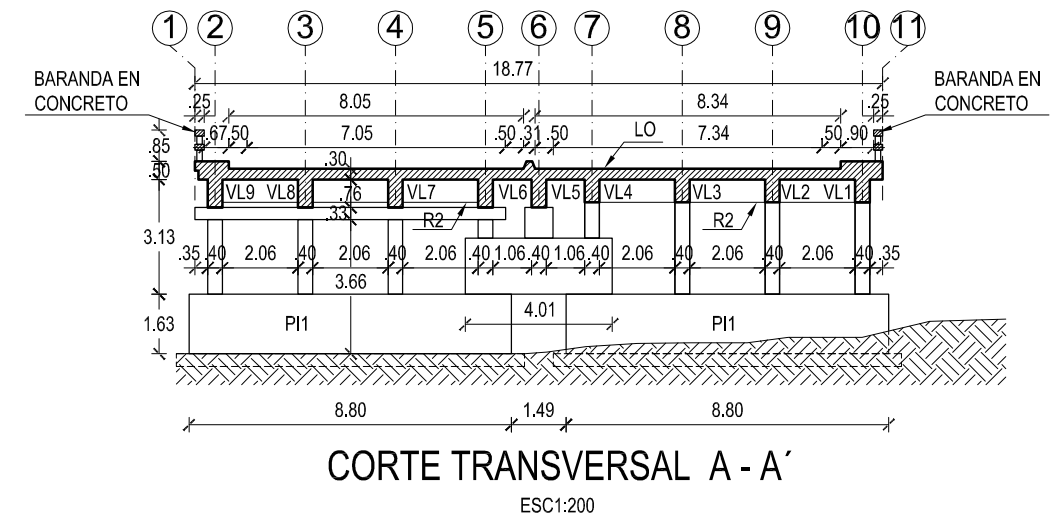 1 2 3 4 5 6 7 8 9 10 11
18.77
BARANDA EN
CONCRETO
BARANDA EN
CONCRETO
.25 8.05 8.34 .25
.67 .50 7.05 .50 .31 .50 LO 7.34 .50 .90
.85
.30
.50
VL9 VL8 .76 VL7 VL6 VL5 VL4 VL3 VL2 VL1
.33 R2 R2
3.13
.35 .40 2.06 .40 2.06 .40 2.06 .40 1.06 .40 1.06 .40 2.06 .40 2.06 .40 2.06 .40 .35
3.66
4.01
1.63 PI1 PI1
8.80 1.49 8.80
CORTE TRANSVERSAL A - A´
ESC1:200